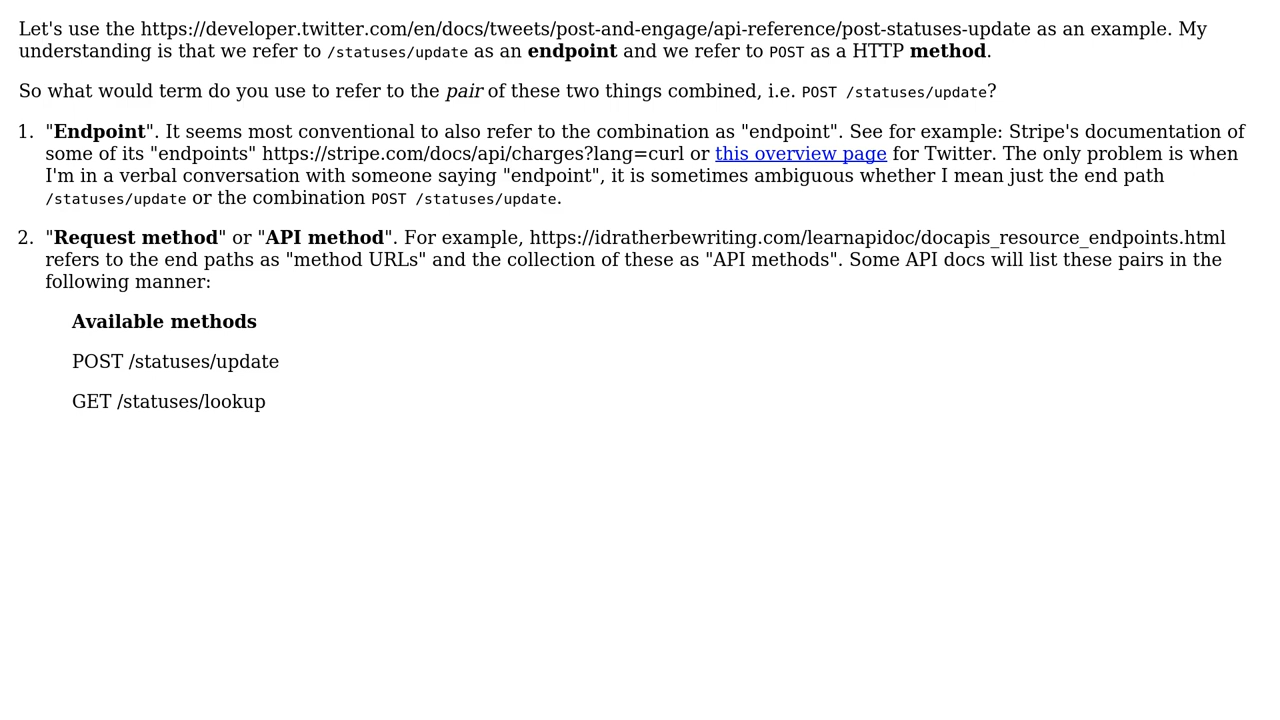 Let's use the https://developer.twitter.com/en/docs/tweets/post-and-engage/api-reference/post-statuses-update as an example. My
understanding is that we refer to /statuses/update as an endpoint and we refer to POST as a HTTP method.
So what would term do you use to refer to the pair of these two things combined, i.e. POST /statuses/update?
1. "Endpoint". It seems most conventional to also refer to the combination as "endpoint". See for example: Stripe's documentation of
some of its "endpoints" https://stripe.com/docs/api/charges?lang=curl or this overview page for Twitter. The only problem is when
I'm in a verbal conversation with someone saying "endpoint", it is sometimes ambiguous whether I mean just the end path
/statuses/update or the combination POST /statuses/update.
2. "Request method" or "API method". For example, https://idratherbewriting.com/learnapidoc/docapis_resource_endpoints.html
refers to the end paths as "method URLs" and the collection of these as "API methods". Some API docs will list these pairs in the
following manner:
Available methods
POST /statuses/update
GET /statuses/lookup